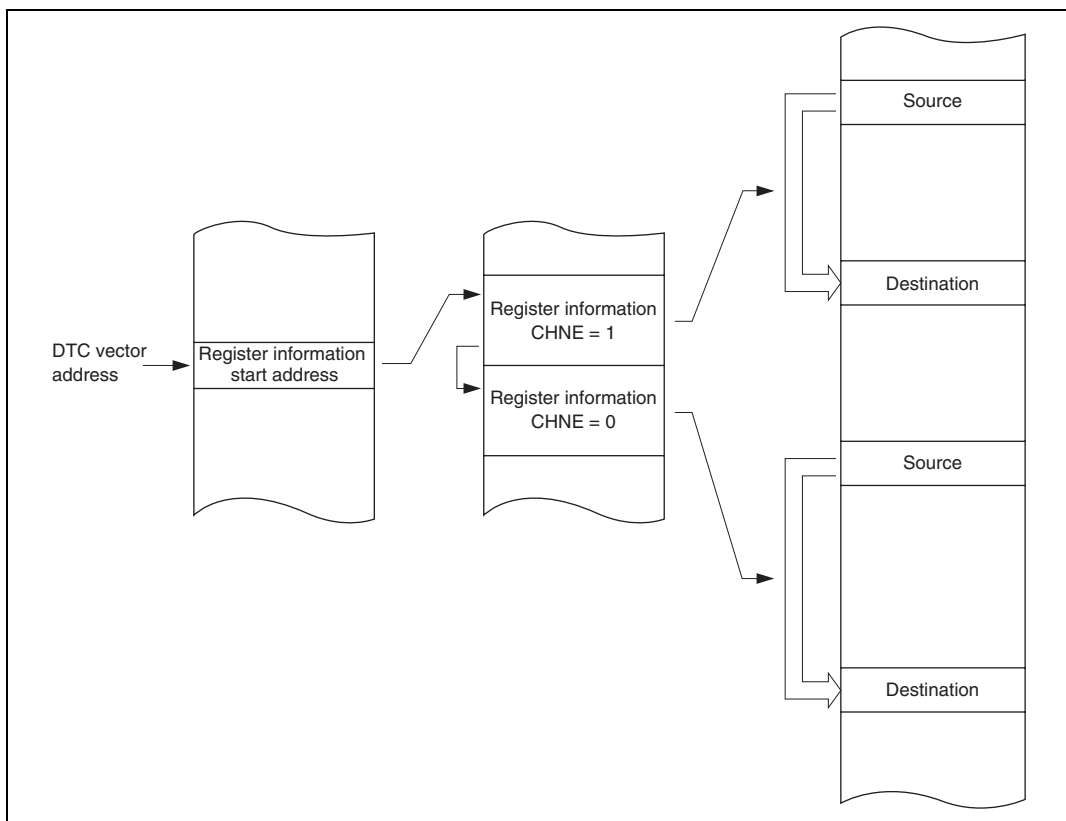 DTC vector
address
Register information
start address
Register information
CHNE = 1
Register information
CHNE = 0
Source
Destination
Source
Destination